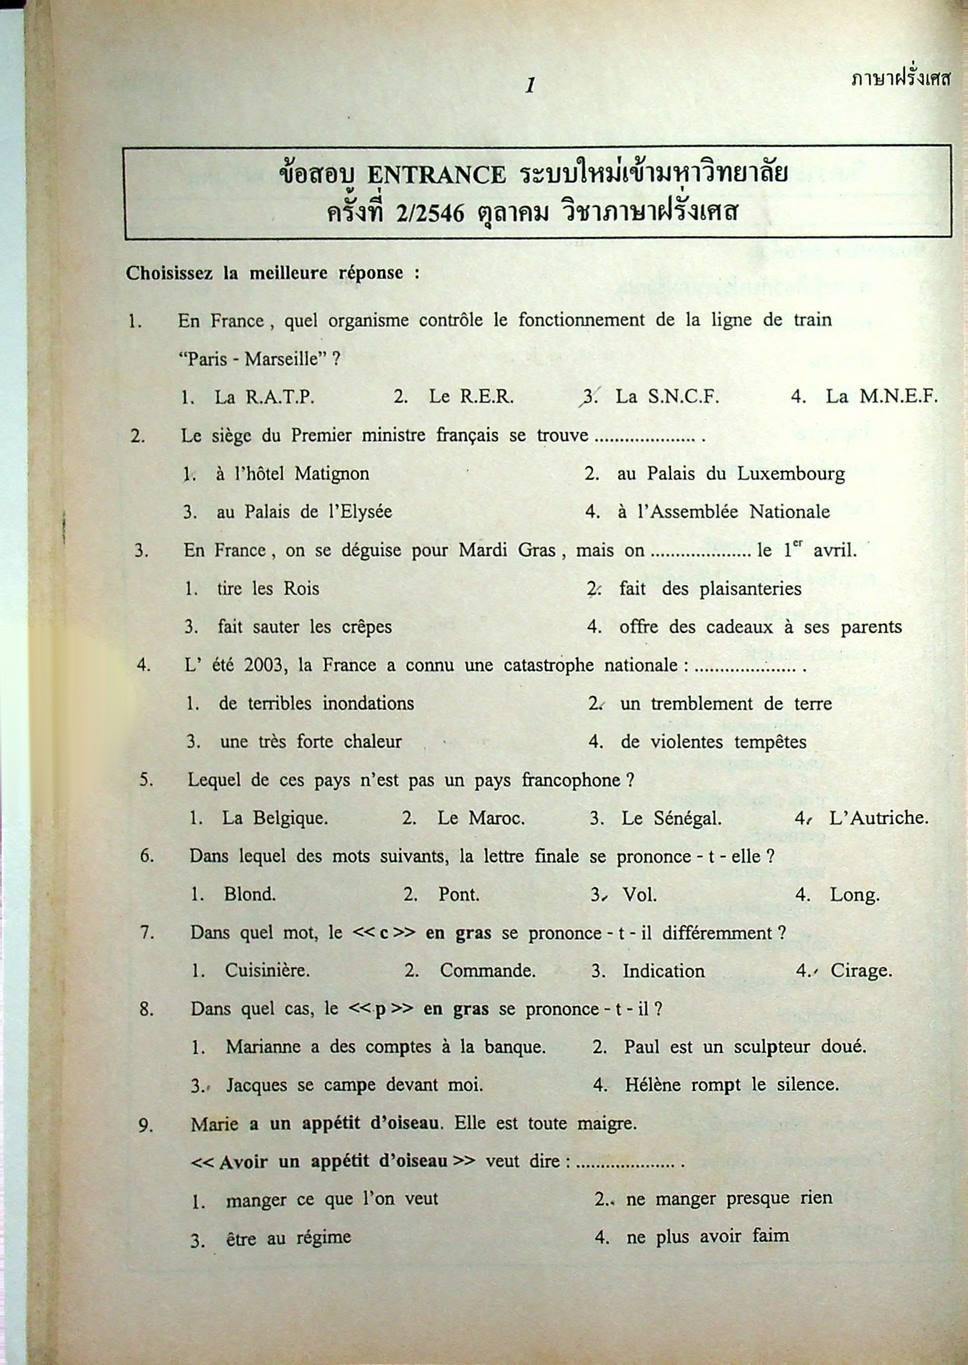 1
ภาษาฝรั่งเศส
ข้อสอบ ENTRANCE ระบบใหม่เข้ามหาวิทยาลัย
ครั้งที่ 2/2546 ตุลาคม วิชาภาษาฝรั่งเศส
Choisissez la meilleure réponse :
1. En France , quel organisme contrôle le fonctionnement de la ligne de train
“Paris - Marseille” ?
1. La R.A.T.P. 2. Le R.E.R. 3. La S.N.C.F. 4. La M.N.E.F.
2. Le siège du Premier ministre français se trouve .................... .
1. à l’hôtel Matignon 2. au Palais du Luxembourg
3. au Palais de l’Elysée 4. à l’Assemblée Nationale
3. En France , on se déguise pour Mardi Gras , mais on .................... le 1er avril.
1. tire les Rois 2. fait des plaisanteries
3. fait sauter les crêpes 4. offre des cadeaux à ses parents
4. L’ été 2003, la France a connu une catastrophe nationale : .................... .
1. de terribles inondations 2. un tremblement de terre
3. une très forte chaleur 4. de violentes tempêtes
5. Lequel de ces pays n’est pas un pays francophone ?
1. La Belgique. 2. Le Maroc. 3. Le Sénégal. 4. L’Autriche.
6. Dans lequel des mots suivants, la lettre finale se prononce - t - elle ?
1. Blond. 2. Pont. 3. Vol. 4. Long.
7. Dans quel mot, le << c >> en gras se prononce - t - il différemment ?
1. Cuisinière. 2. Commande. 3. Indication 4. Cirage.
8. Dans quel cas, le << p >> en gras se prononce - t - il ?
1. Marianne a des comptes à la banque. 2. Paul est un sculpteur doué.
3. Jacques se campe devant moi. 4. Hélène rompt le silence.
9. Marie a un appétit d’oiseau. Elle est toute maigre.
<< Avoir un appétit d’oiseau >> veut dire : .................... .
1. manger ce que l’on veut 2. ne manger presque rien
3. être au régime 4. ne plus avoir faim